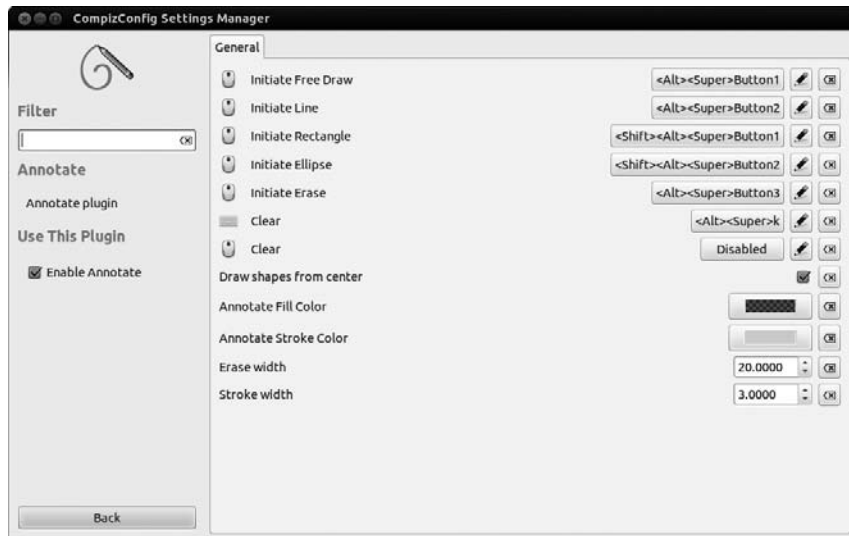 CompizConfig Settings Manager
Filter
Annotate
Annotate plugin
Use This Plugin
Enable Annotate
Back
General
Initiate Free Draw <Alt><Super>Button1
Initiate Line <Alt><Super>Button2
Initiate Rectangle <Shift><Alt><Super>Button1
Initiate Ellipse <Shift><Alt><Super>Button2
Initiate Erase <Alt><Super>Button3
Clear <Alt><Super>k
Clear Disabled
Draw shapes from center
Annotate Fill Color
Annotate Stroke Color
Erase width 20.0000
Stroke width 3.0000